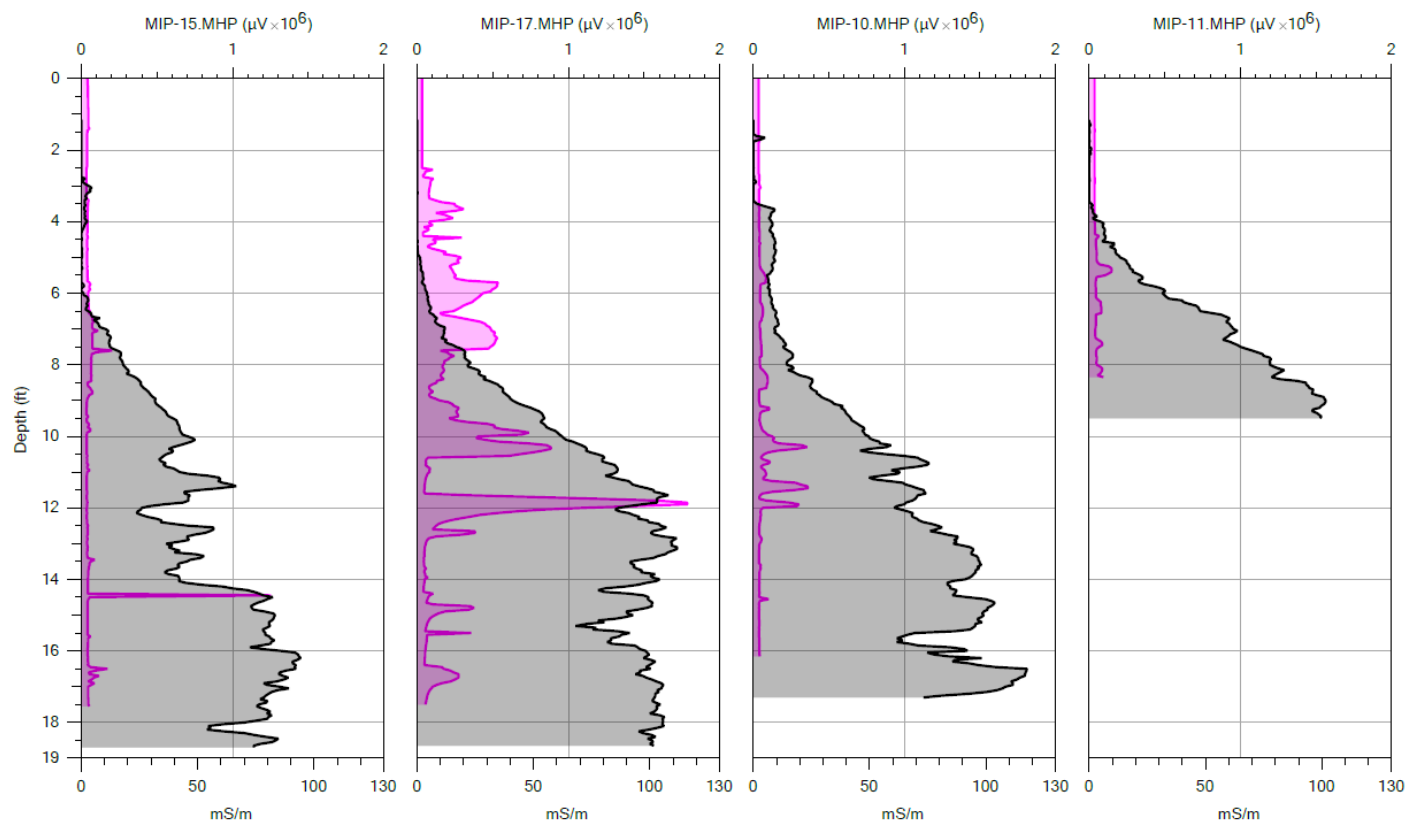 MIP-15.MHP (µV×10⁶) MIP-17.MHP (µV×10⁶) MIP-10.MHP (µV×10⁶) MIP-11.MHP (µV×10⁶)
0 1 2 0 1 2 0 1 2 0 1 2
0
2
4
6
8
Depth (ft)
10
12
14
16
18
19
0 50 100 130 0 50 100 130 0 50 100 130 0 50 100 130
mS/m mS/m mS/m mS/m